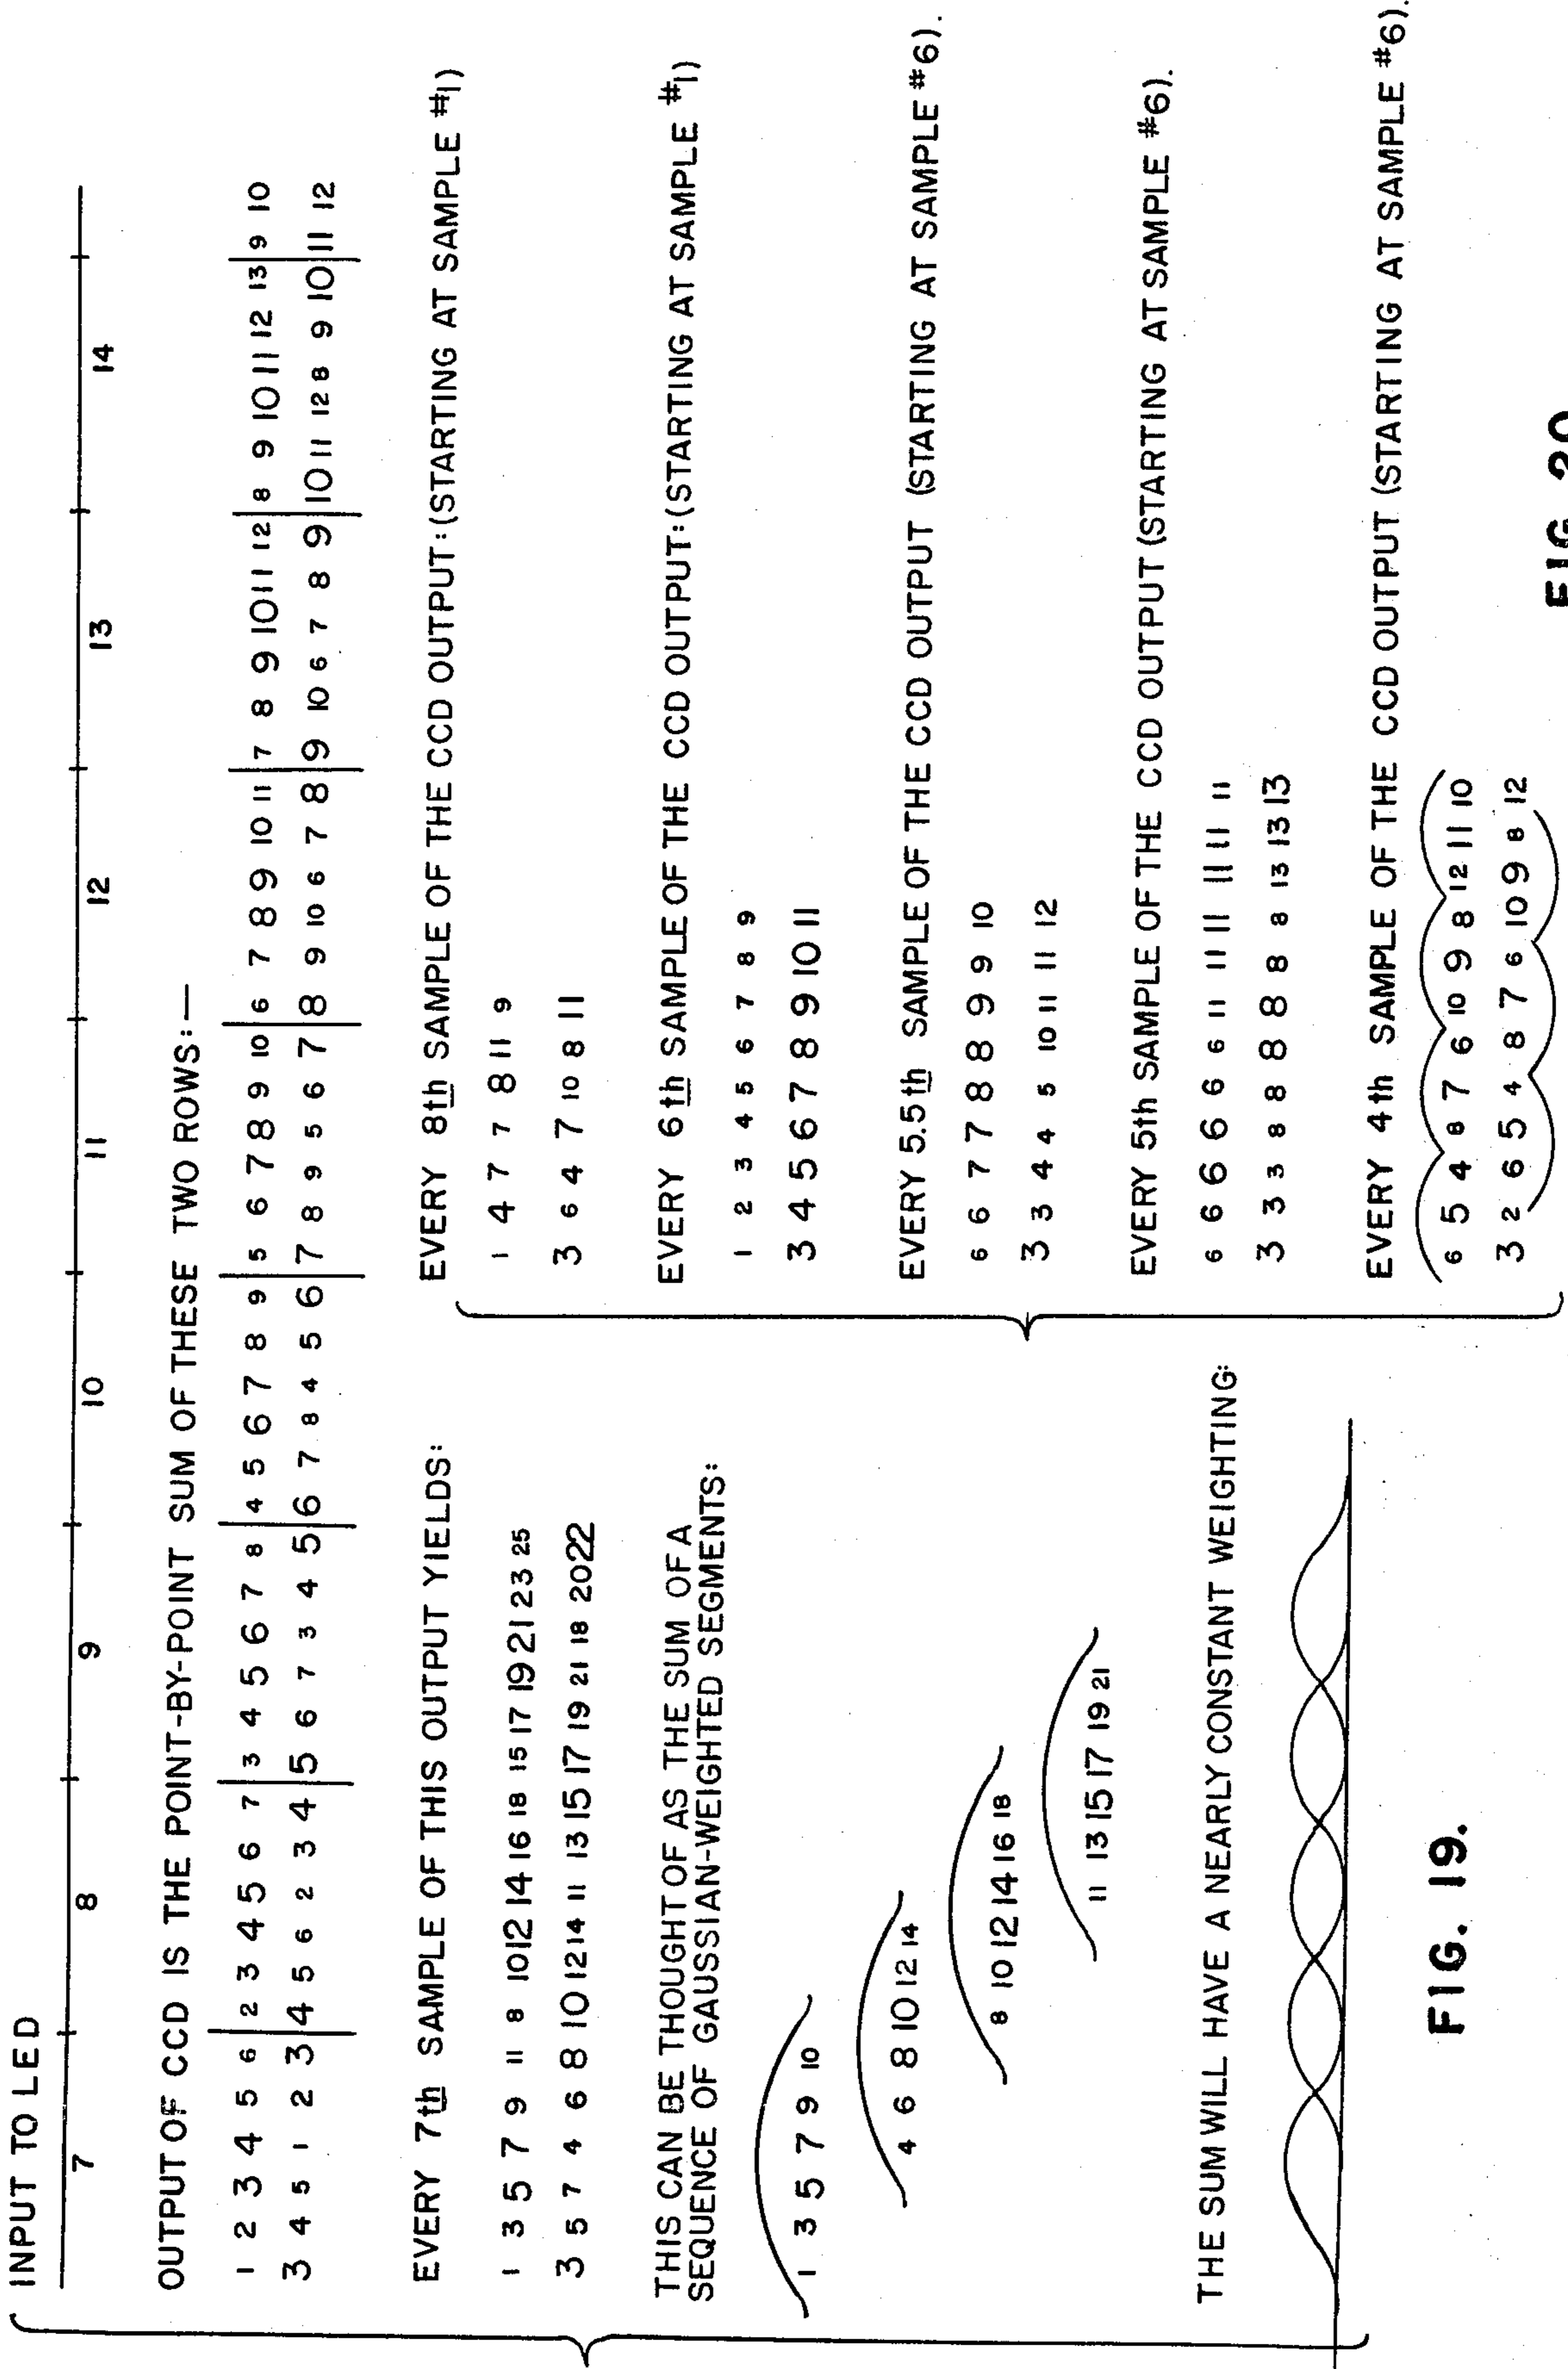 INPUT TO LED
7 8 9 10 11 12 13 14
OUTPUT OF CCD IS THE POINT-BY-POINT SUM OF THESE TWO ROWS:—
1 2 3 4 5 6 2 3 4 5 6 7 3 4 5 6 7 8 4 5 6 7 8 9 5 6 7 8 9 10 6 7 8 9 10 11 7 8 9 10 11 12 8 9 10 11 12 13 9 10
3 4 5 1 2 3 4 5 6 2 3 4 5 6 7 3 4 5 6 7 8 4 5 6 7 8 9 5 6 7 8 9 10 6 7 8 9 10 6 7 8 9 10 11 12 8 9 10 11 12
EVERY 7th SAMPLE OF THIS OUTPUT YIELDS:
1 3 5 7 9 11 8 10 12 14 16 18 15 17 19 21 23 25
3 5 7 4 6 8 10 12 14 11 13 15 17 19 21 18 20 22
THIS CAN BE THOUGHT OF AS THE SUM OF A
SEQUENCE OF GAUSSIAN-WEIGHTED SEGMENTS:
1 3 5 7 9 10
4 6 8 10 12 14
8 10 12 14 16 18
11 13 15 17 19 21
THE SUM WILL HAVE A NEARLY CONSTANT WEIGHTING:
FIG. 19.
EVERY 8th SAMPLE OF THE CCD OUTPUT:(STARTING AT SAMPLE #1)
1 4 7 7 8 11 9
3 6 4 7 10 8 11
EVERY 6th SAMPLE OF THE CCD OUTPUT:(STARTING AT SAMPLE #1)
1 2 3 4 5 6 7 8 9
3 4 5 6 7 8 9 10 11
EVERY 5.5th SAMPLE OF THE CCD OUTPUT (STARTING AT SAMPLE #6).
6 6 7 7 8 8 9 9 10
3 3 4 4 5 10 11 11 12
EVERY 5th SAMPLE OF THE CCD OUTPUT (STARTING AT SAMPLE #6).
6 6 6 6 6 6 11 11 11 11 11 11
3 3 3 8 8 8 8 8 8 13 13 13
EVERY 4th SAMPLE OF THE CCD OUTPUT (STARTING AT SAMPLE #6).
6 5 4 8 7 6 10 9 8 12 11 10
3 2 6 5 4 8 7 6 10 9 8 12
FIG. 20